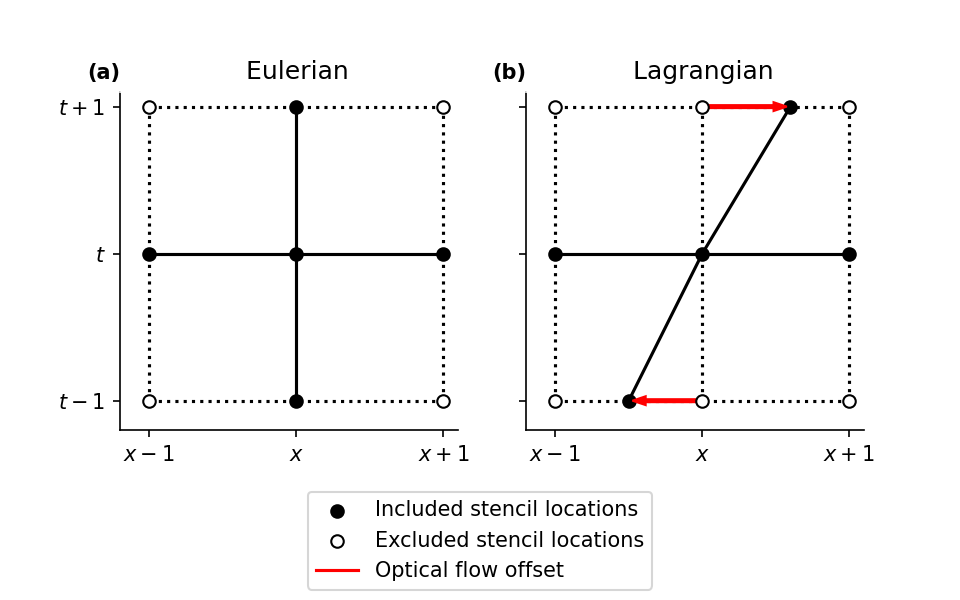 (a) Eulerian
(b) Lagrangian
t + 1
t
t − 1
x − 1 x x + 1
x − 1 x x + 1
Included stencil locations
Excluded stencil locations
Optical flow offset